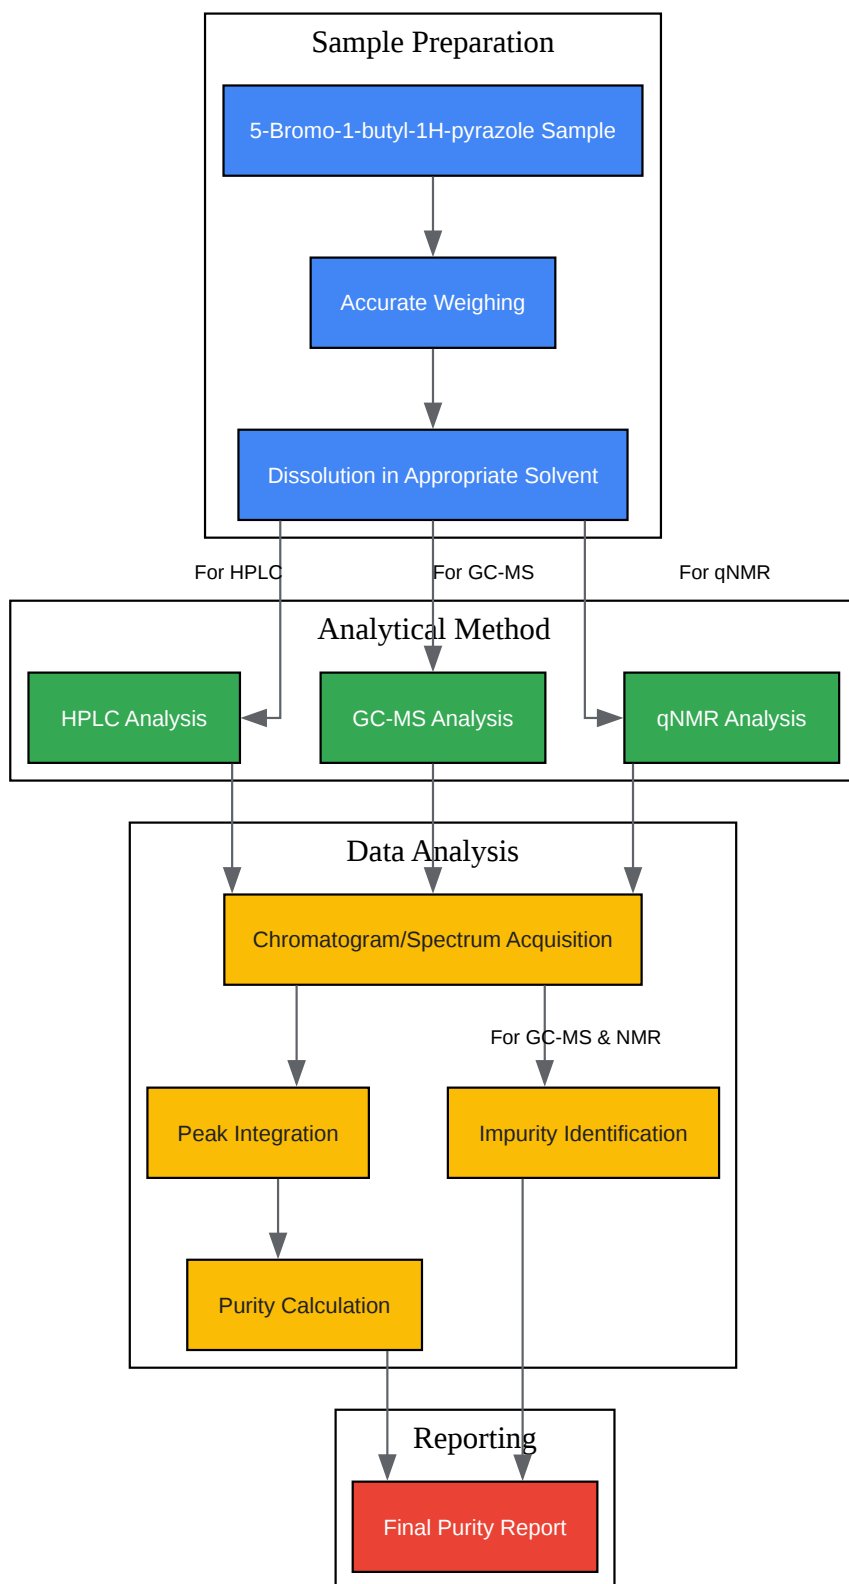 Sample Preparation
5-Bromo-1-butyl-1H-pyrazole Sample
Accurate Weighing
Dissolution in Appropriate Solvent
For HPLC
For GC-MS
For qNMR
Analytical Method
HPLC Analysis
GC-MS Analysis
qNMR Analysis
Data Analysis
Chromatogram/Spectrum Acquisition
For GC-MS & NMR
Peak Integration
Impurity Identification
Purity Calculation
Reporting
Final Purity Report